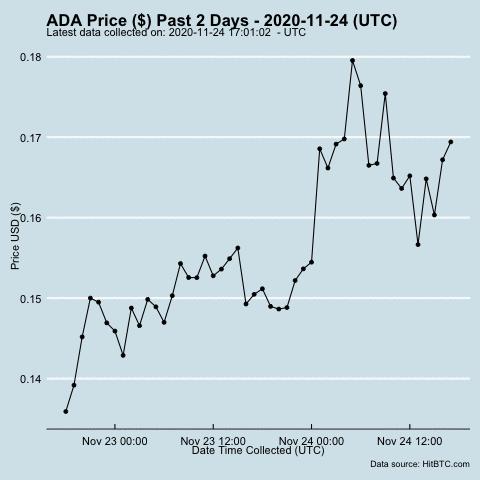 ADA Price ($) Past 2 Days - 2020-11-24 (UTC)
Latest data collected on: 2020-11-24 17:01:02 - UTC
0.18
0.17
0.16
0.15
0.14
Price USD ($)
Nov 23 00:00 Nov 23 12:00 Nov 24 00:00 Nov 24 12:00
Date Time Collected (UTC)
Data source: HitBTC.com